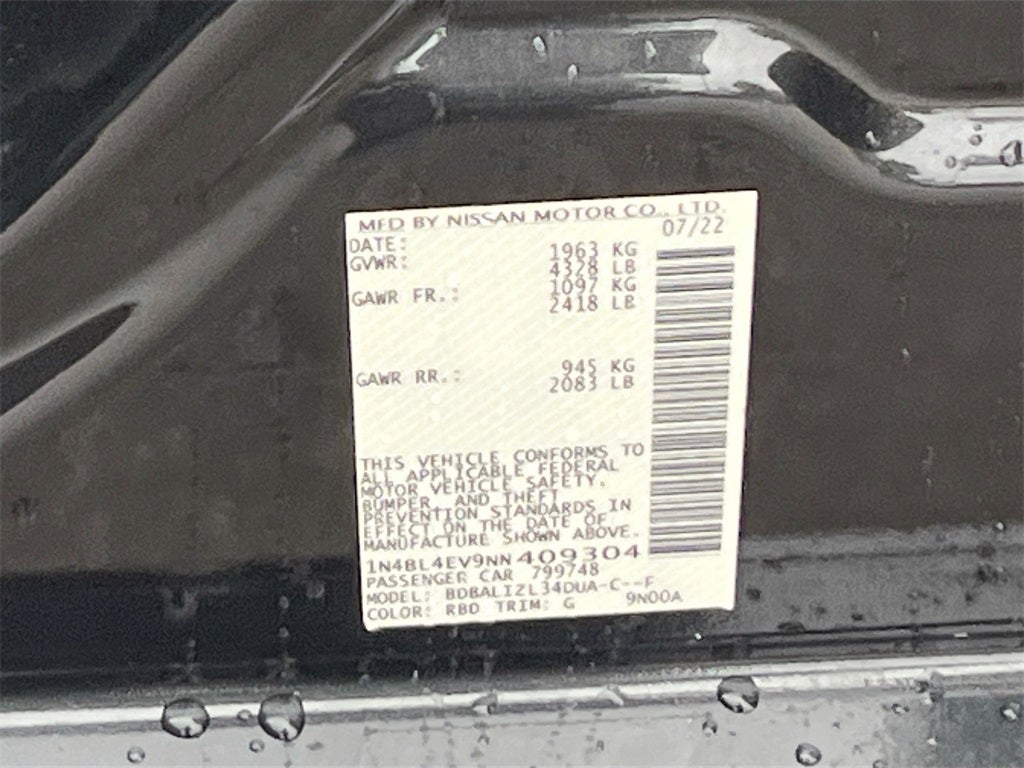 MFD BY NISSAN MOTOR CO., LTD.
DATE: 07/22
GVWR: 1963 KG
4328 LB
GAWR FR.: 1097 KG
2418 LB
GAWR RR.: 945 KG
2083 LB
THIS VEHICLE CONFORMS TO
ALL APPLICABLE FEDERAL
MOTOR VEHICLE SAFETY,
BUMPER, AND THEFT
PREVENTION STANDARDS IN
EFFECT ON THE DATE OF
MANUFACTURE SHOWN ABOVE.
1N4BL4EV9NN409304
PASSENGER CAR 799748
MODEL: BDBALIZL34DUA-C--F
COLOR: RBD TRIM: G 9N00A